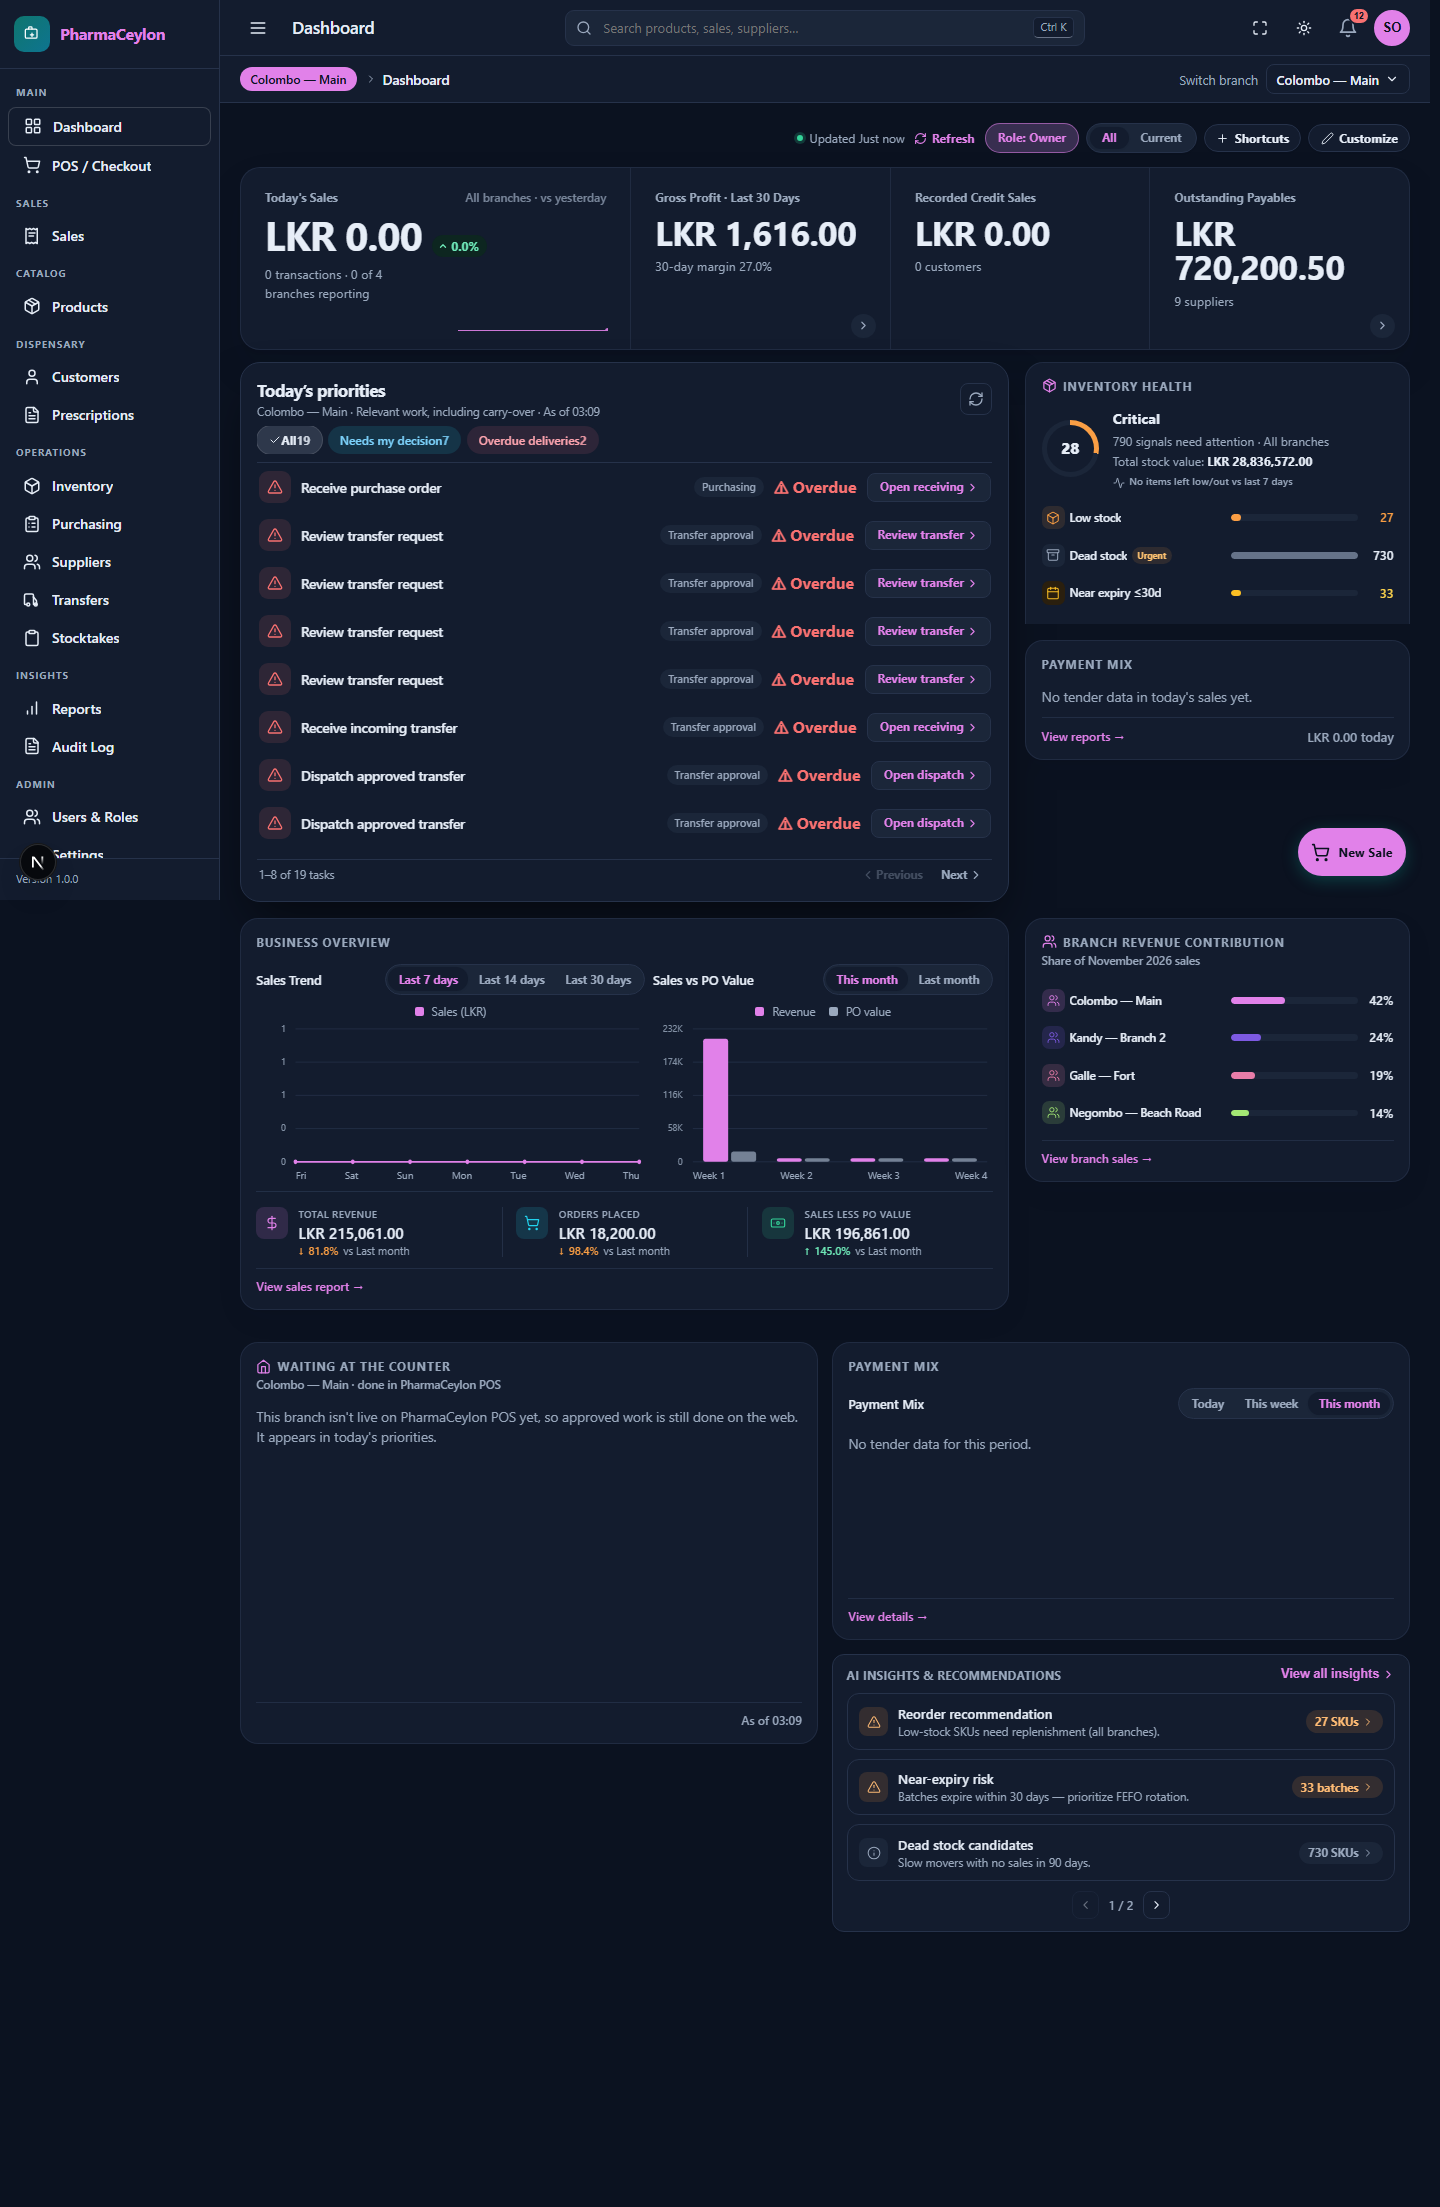 PharmaCeylon
Dashboard
Search products, sales, suppliers...
Ctrl K
12
SO
Colombo — Main
Dashboard
Switch branch
Colombo — Main
MAIN
Dashboard
POS / Checkout
SALES
Sales
CATALOG
Products
DISPENSARY
Customers
Prescriptions
OPERATIONS
Inventory
Purchasing
Suppliers
Transfers
Stocktakes
INSIGHTS
Reports
Audit Log
ADMIN
Users & Roles
Settings
N
Version 1.0.0
Updated Just now
Refresh
Role: Owner
All
Current
Shortcuts
Customize
Today's Sales
All branches · vs yesterday
LKR 0.00
0.0%
0 transactions · 0 of 4
branches reporting
Gross Profit · Last 30 Days
LKR 1,616.00
30-day margin 27.0%
Recorded Credit Sales
LKR 0.00
0 customers
Outstanding Payables
LKR
720,200.50
9 suppliers
Today’s priorities
Colombo — Main · Relevant work, including carry-over · As of 03:09
All19
Needs my decision7
Overdue deliveries2
Receive purchase order
Purchasing
Overdue
Open receiving
Review transfer request
Transfer approval
Overdue
Review transfer
Review transfer request
Transfer approval
Overdue
Review transfer
Review transfer request
Transfer approval
Overdue
Review transfer
Review transfer request
Transfer approval
Overdue
Review transfer
Receive incoming transfer
Transfer approval
Overdue
Open receiving
Dispatch approved transfer
Transfer approval
Overdue
Open dispatch
Dispatch approved transfer
Transfer approval
Overdue
Open dispatch
1–8 of 19 tasks
Previous
Next
INVENTORY HEALTH
28
Critical
790 signals need attention · All branches
Total stock value: LKR 28,836,572.00
No items left low/out vs last 7 days
Low stock
27
Dead stock
Urgent
730
Near expiry ≤30d
33
PAYMENT MIX
No tender data in today's sales yet.
View reports →
LKR 0.00 today
New Sale
BUSINESS OVERVIEW
Sales Trend
Last 7 days
Last 14 days
Last 30 days
Sales (LKR)
1
1
1
0
0
Fri
Sat
Sun
Mon
Tue
Wed
Thu
Sales vs PO Value
This month
Last month
Revenue
PO value
232K
174K
116K
58K
0
Week 1
Week 2
Week 3
Week 4
TOTAL REVENUE
LKR 215,061.00
↓ 81.8% vs Last month
ORDERS PLACED
LKR 18,200.00
↓ 98.4% vs Last month
SALES LESS PO VALUE
LKR 196,861.00
↑ 145.0% vs Last month
View sales report →
BRANCH REVENUE CONTRIBUTION
Share of November 2026 sales
Colombo — Main
42%
Kandy — Branch 2
24%
Galle — Fort
19%
Negombo — Beach Road
14%
View branch sales →
WAITING AT THE COUNTER
Colombo — Main · done in PharmaCeylon POS
This branch isn't live on PharmaCeylon POS yet, so approved work is still done on the web.
It appears in today's priorities.
As of 03:09
PAYMENT MIX
Payment Mix
Today
This week
This month
No tender data for this period.
View details →
AI INSIGHTS & RECOMMENDATIONS
View all insights
Reorder recommendation
Low-stock SKUs need replenishment (all branches).
27 SKUs
Near-expiry risk
Batches expire within 30 days — prioritize FEFO rotation.
33 batches
Dead stock candidates
Slow movers with no sales in 90 days.
730 SKUs
1 / 2